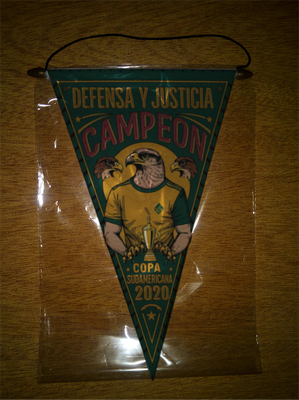 DEFENSA Y JUSTICIA
CAMPEON
COPA
SUDAMERICANA
2020